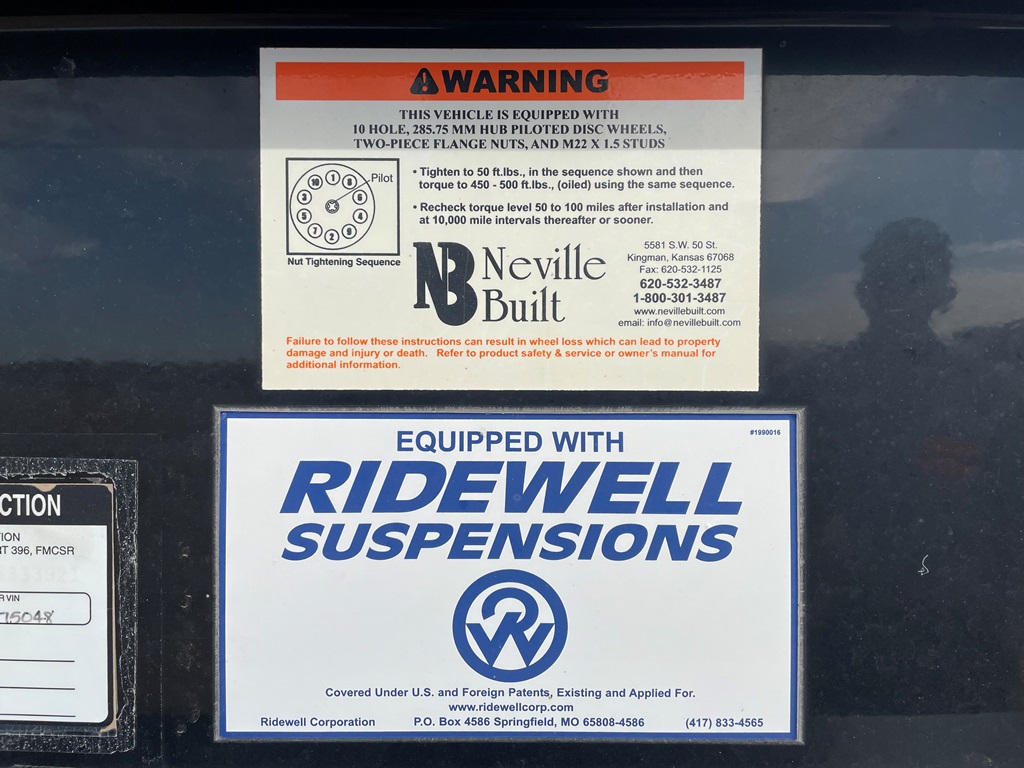 WARNING
THIS VEHICLE IS EQUIPPED WITH
10 HOLE, 285.75 MM HUB PILOTED DISC WHEELS,
TWO-PIECE FLANGE NUTS, AND M22 X 1.5 STUDS
Pilot
10 1 8
3 6
5 4
7 2 9
Nut Tightening Sequence
• Tighten to 50 ft.lbs., in the sequence shown and then
torque to 450 - 500 ft.lbs., (oiled) using the same sequence.
• Recheck torque level 50 to 100 miles after installation and
at 10,000 mile intervals thereafter or sooner.
NB Neville
Built
5581 S.W. 50 St.
Kingman, Kansas 67068
Fax: 620-532-1125
620-532-3487
1-800-301-3487
www.nevillebuilt.com
email: info@nevillebuilt.com
Failure to follow these instructions can result in wheel loss which can lead to property
damage and injury or death. Refer to product safety & service or owner's manual for
additional information.
#1990016
EQUIPPED WITH
RIDEWELL
SUSPENSIONS
RW
Covered Under U.S. and Foreign Patents, Existing and Applied For.
www.ridewellcorp.com
Ridewell Corporation P.O. Box 4586 Springfield, MO 65808-4586 (417) 833-4565
CTION
TION
RT 396, FMCSR
R VIN
75048